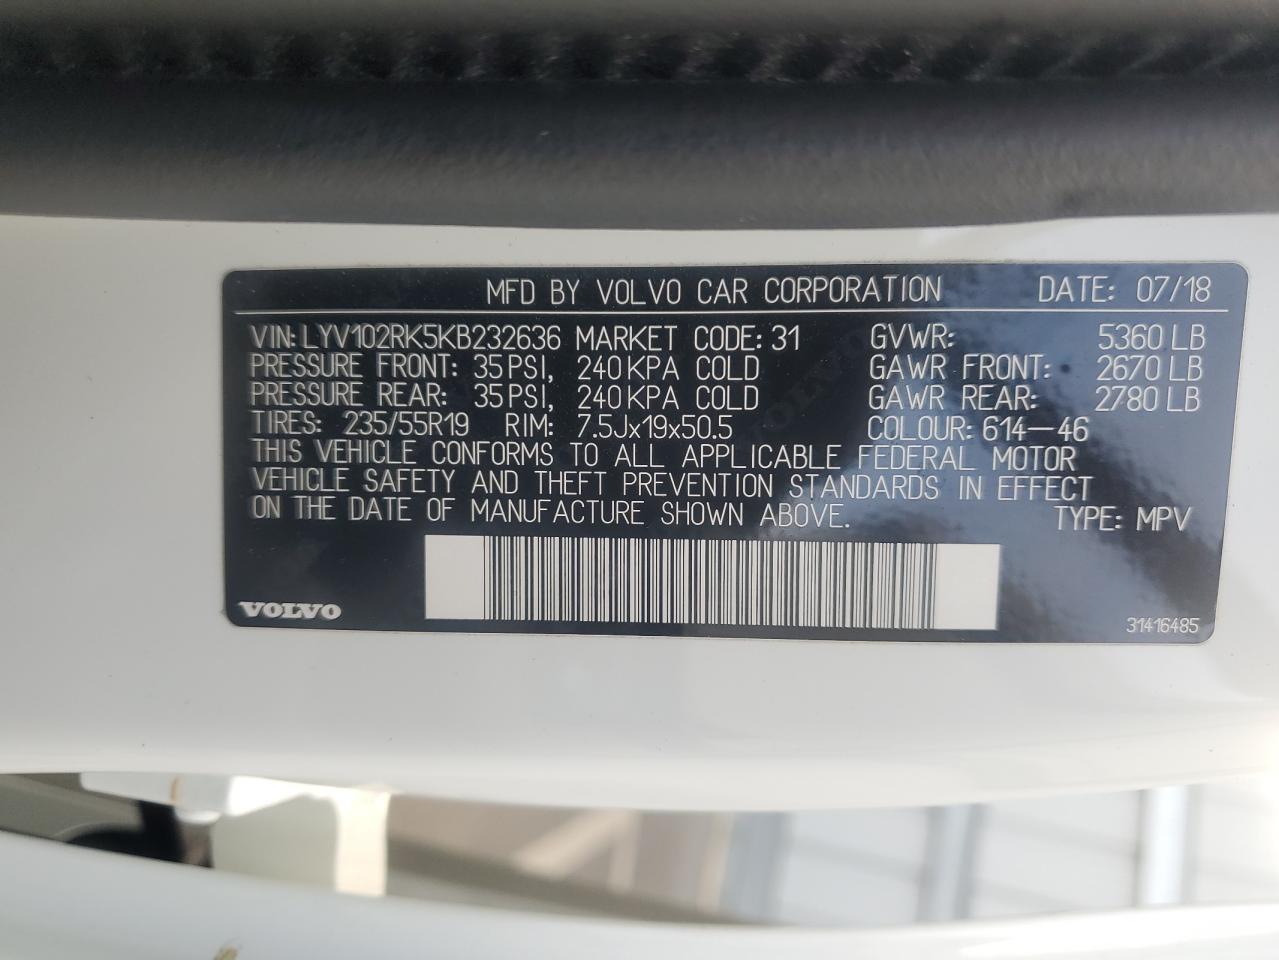 MFD BY VOLVO CAR CORPORATION DATE: 07/18
VIN: LYV102RK5KB232636 MARKET CODE: 31 GVWR: 5360 LB
PRESSURE FRONT: 35 PSI, 240 KPA COLD GAWR FRONT: 2670 LB
PRESSURE REAR: 35 PSI, 240 KPA COLD GAWR REAR: 2780 LB
TIRES: 235/55R19 RIM: 7.5Jx19x50.5 COLOUR: 614-46
THIS VEHICLE CONFORMS TO ALL APPLICABLE FEDERAL MOTOR
VEHICLE SAFETY AND THEFT PREVENTION STANDARDS IN EFFECT
ON THE DATE OF MANUFACTURE SHOWN ABOVE. TYPE: MPV
VOLVO
31416485